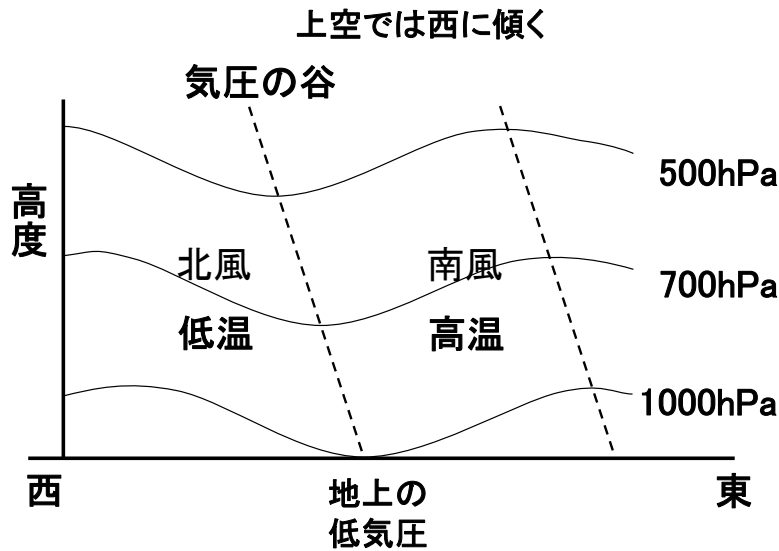 上空では西に傾く
気圧の谷
500hPa
高度
北風
南風
700hPa
低温
高温
1000hPa
西
地上の
低気圧
東